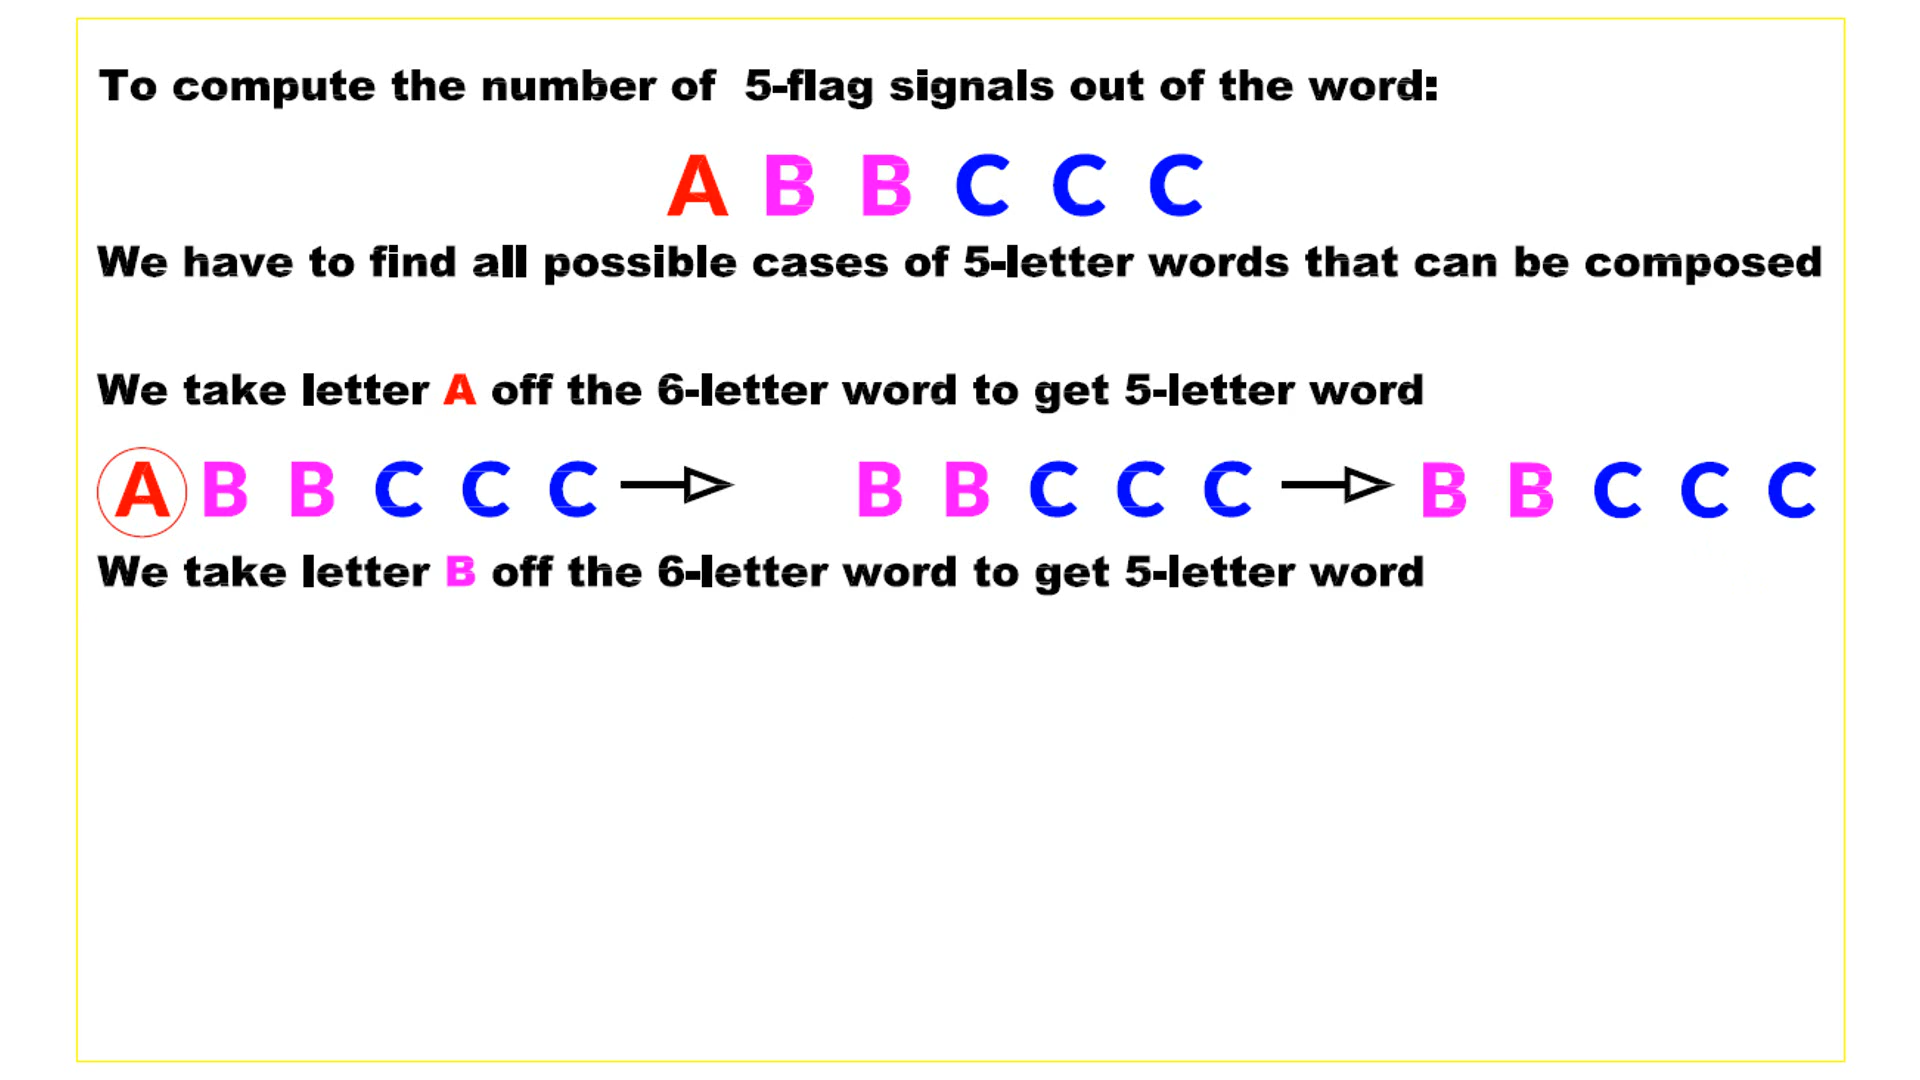 To compute the number of 5-flag signals out of the word:
A B B C C C
We have to find all possible cases of 5-letter words that can be composed
We take letter A off the 6-letter word to get 5-letter word
A B B C C C B B C C C B B C C C
We take letter B off the 6-letter word to get 5-letter word